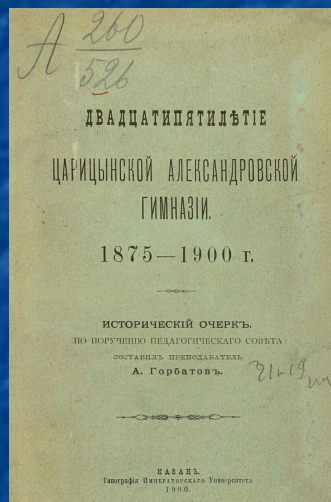 А 260
526
ДВАДЦАТИПЯТИЛѢТІЕ
ЦАРИЦЫНСКОЙ АЛЕКСАНДРОВСКОЙ
ГИМНАЗІИ.
1875—1900 г.
ИСТОРИЧЕСКІЙ ОЧЕРКЪ.
ПО ПОРУЧЕНІЮ ПЕДАГОГИЧЕСКАГО СОВѢТА
СОСТАВИЛЪ ПРЕПОДАВАТЕЛЬ
А. Горбатовъ.
КАЗАНЬ.
Типографія Императорскаго Университета
1900.